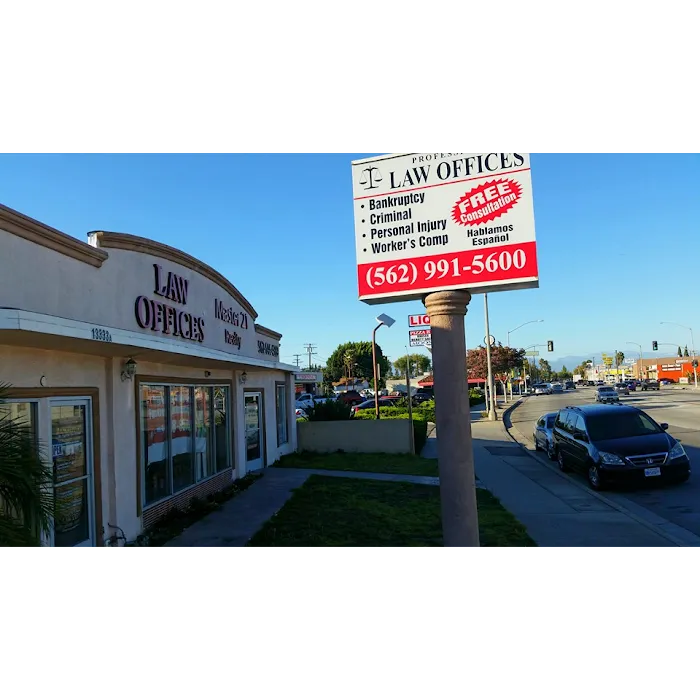 LAW OFFICES
• Bankruptcy
• Criminal
• Personal Injury
• Worker's Comp
FREE
Consultation
Hablamos
Español
(562) 991-5600
LAW
OFFICES
Master 21
Realty